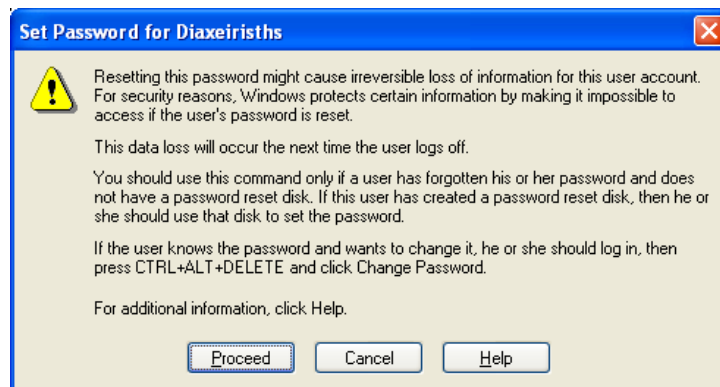 Set Password for Diaxeirisths
Resetting this password might cause irreversible loss of information for this user account.
For security reasons, Windows protects certain information by making it impossible to
access if the user's password is reset.
This data loss will occur the next time the user logs off.
You should use this command only if a user has forgotten his or her password and does
not have a password reset disk. If this user has created a password reset disk, then he or
she should use that disk to set the password.
If the user knows the password and wants to change it, he or she should log in, then
press CTRL+ALT+DELETE and click Change Password.
For additional information, click Help.
Proceed Cancel Help